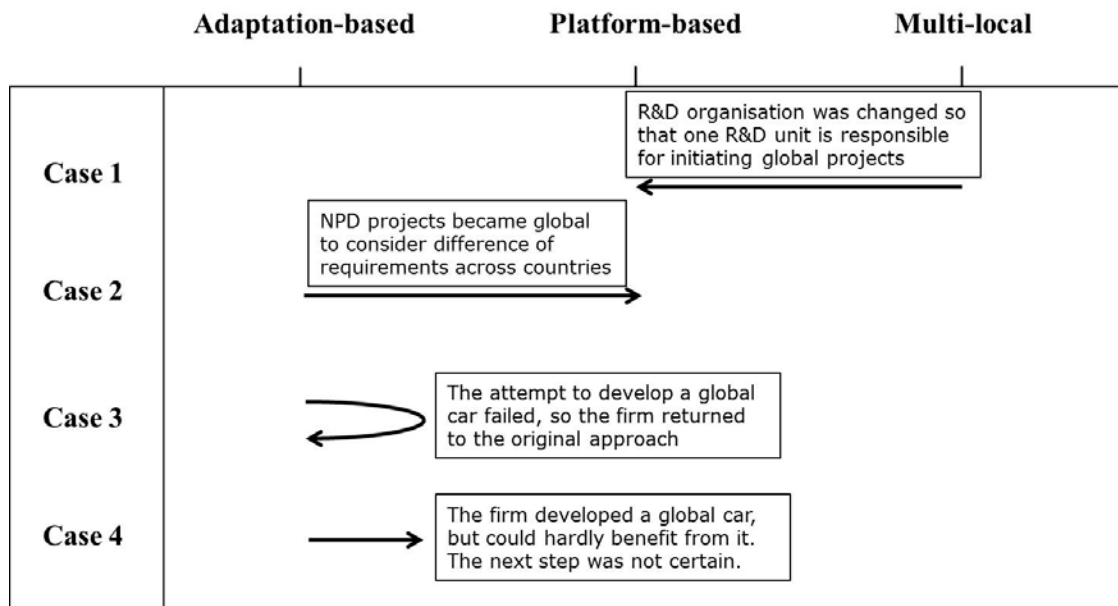 Adaptation-based Platform-based Multi-local
Case 1
R&D organisation was changed so
that one R&D unit is responsible
for initiating global projects
Case 2
NPD projects became global
to consider difference of
requirements across countries
Case 3
The attempt to develop a global
car failed, so the firm returned
to the original approach
Case 4
The firm developed a global car,
but could hardly benefit from it.
The next step was not certain.